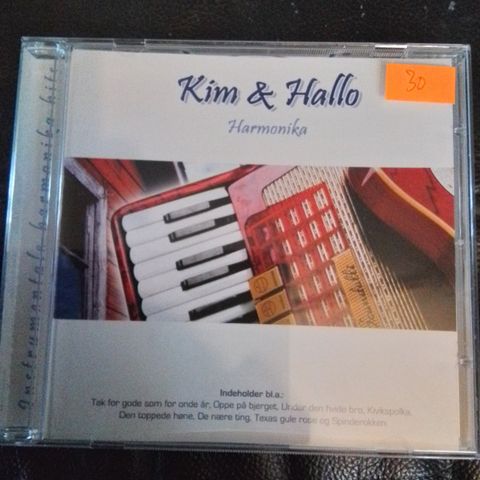 Kim & Hallo
30
Harmonika
Instrumentale harmonika hits
Indeholder bl.a.:
Tak for gode som for onde år, Oppe på bjerget, Under den hvide bro, Kivikspolka,
Den toppede høne, De nære ting, Texas gule rose og Spinderokken